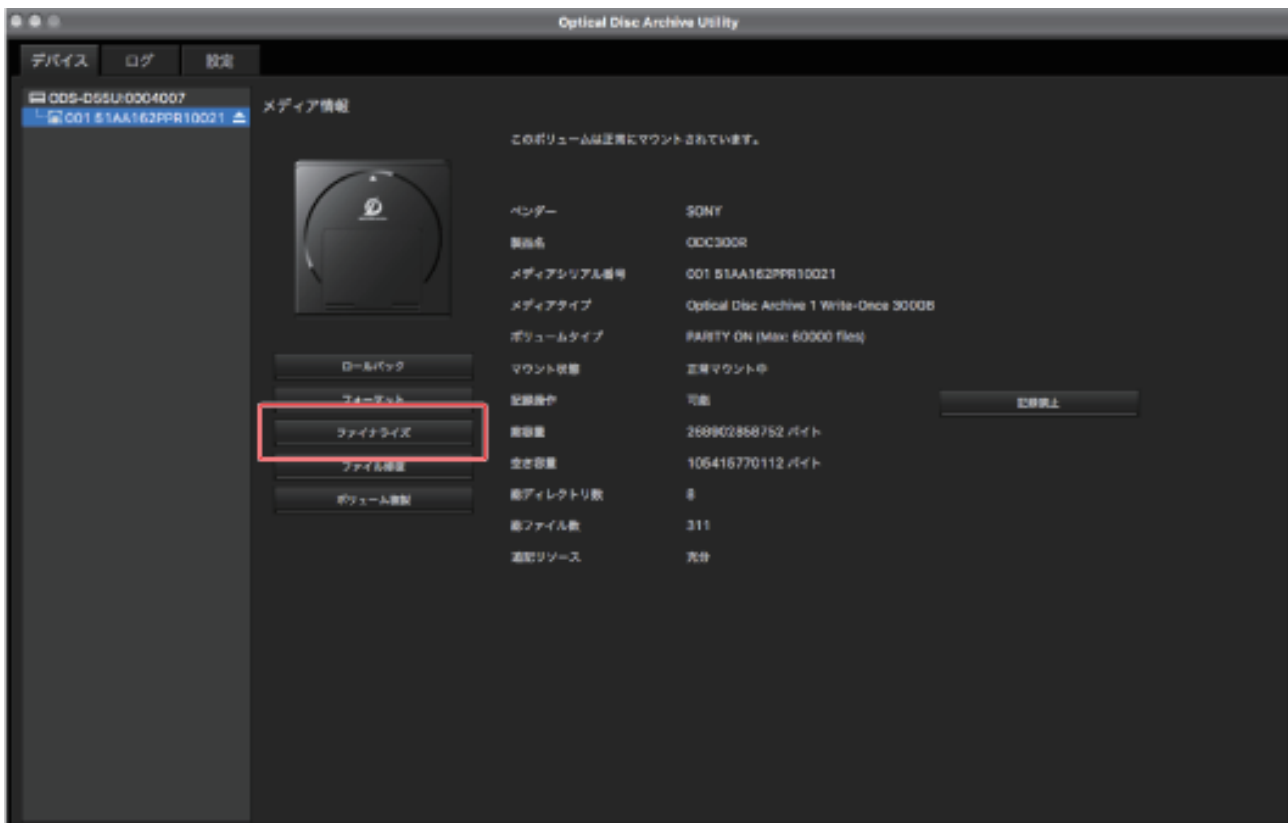 Optical Disc Archive Utility
デバイス ログ 設定
ODS-D55U:0004007
001 51AA162PPR10021
メディア情報
このボリュームは正常にマウントされています。
ベンダー SONY
製品名 ODC300R
メディアシリアル番号 001 51AA162PPR10021
メディアタイプ Optical Disc Archive 1 Write-Once 300GB
ボリュームタイプ PARITY ON (Max: 60000 files)
ロールバック マウント状態 正常マウント中
フォーマット 記録操作 可能 記録禁止
ファイナライズ 総容量 268902858752 バイト
ファイル修復 空き容量 105415770112 バイト
ボリューム複製 総ディレクトリ数 8
総ファイル数 311
追記リソース 充分